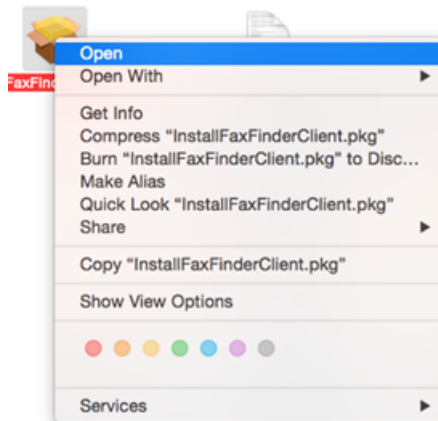 FaxFin
Open
Open With
Get Info
Compress “InstallFaxFinderClient.pkg”
Burn “InstallFaxFinderClient.pkg” to Disc...
Make Alias
Quick Look “InstallFaxFinderClient.pkg”
Share
Copy “InstallFaxFinderClient.pkg”
Show View Options
Services